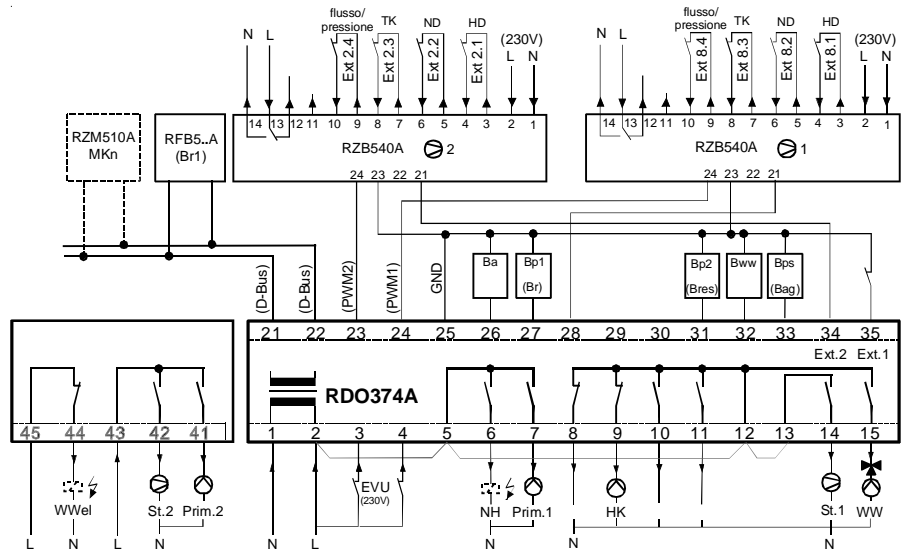 flusso/
pressione TK ND HD (230V)
N L Ext 2.4 Ext 2.3 Ext 2.2 Ext 2.1 L N
14 13 12 11 10 9 8 7 6 5 4 3 2 1
RZB540A 2
24 23 22 21
flusso/
pressione TK ND HD (230V)
N L Ext 8.4 Ext 8.3 Ext 8.2 Ext 8.1 L N
14 13 12 11 10 9 8 7 6 5 4 3 2 1
RZB540A 1
24 23 22 21
RZM510A
MKn
RFB5..A
(Br1)
(D-Bus) (D-Bus) (PWM2) (PWM1) GND
Ba
Bp1
(Br)
Bp2
(Bres)
Bww
Bps
(Bag)
21 22 23 24 25 26 27 28 29 30 31 32 33 34 35
Ext.2 Ext.1
RDO374A
45 44 43 42 41
1 2 3 4 5 6 7 8 9 10 11 12 13 14 15
EVU
(230V)
WWel St.2 Prim.2
NH Prim.1 HK St.1 WW
L N L N N L N N N